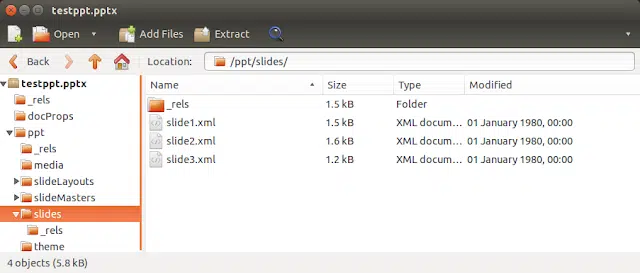 testppt.pptx
Open Add Files Extract
Back Location: /ppt/slides/
testppt.pptx
_rels
docProps
ppt
_rels
media
slideLayouts
slideMasters
slides
_rels
theme
Name Size Type Modified
_rels 1.5 kB Folder
slide1.xml 1.5 kB XML docum... 01 January 1980, 00:00
slide2.xml 1.6 kB XML docum... 01 January 1980, 00:00
slide3.xml 1.2 kB XML docum... 01 January 1980, 00:00
4 objects (5.8 kB)